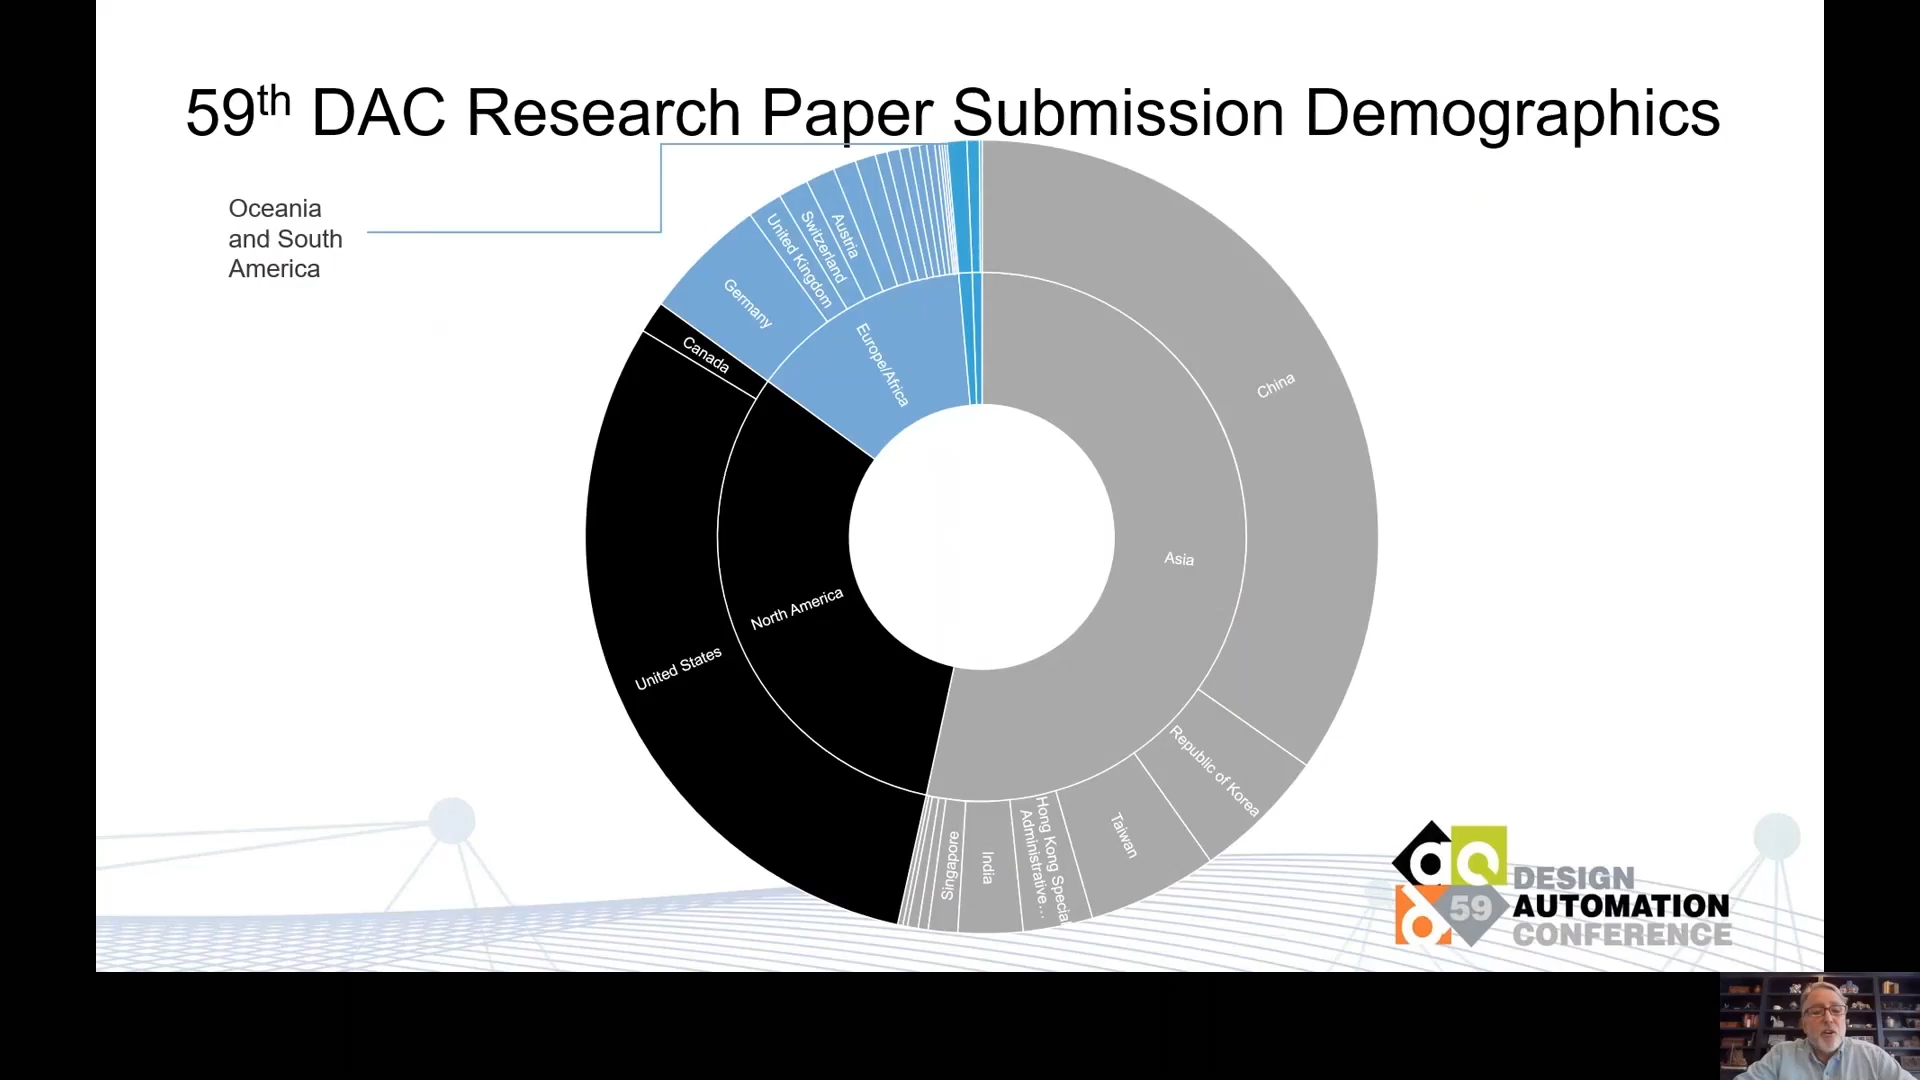 59th DAC Research Paper Submission Demographics
Oceania
and South
America
Austria
Switzerland
United Kingdom
Germany
Europe/Africa
Canada
China
Asia
North America
United States
Republic of Korea
Taiwan
Hong Kong Special
Administrative…
India
Singapore
59
DESIGN
AUTOMATION
CONFERENCE